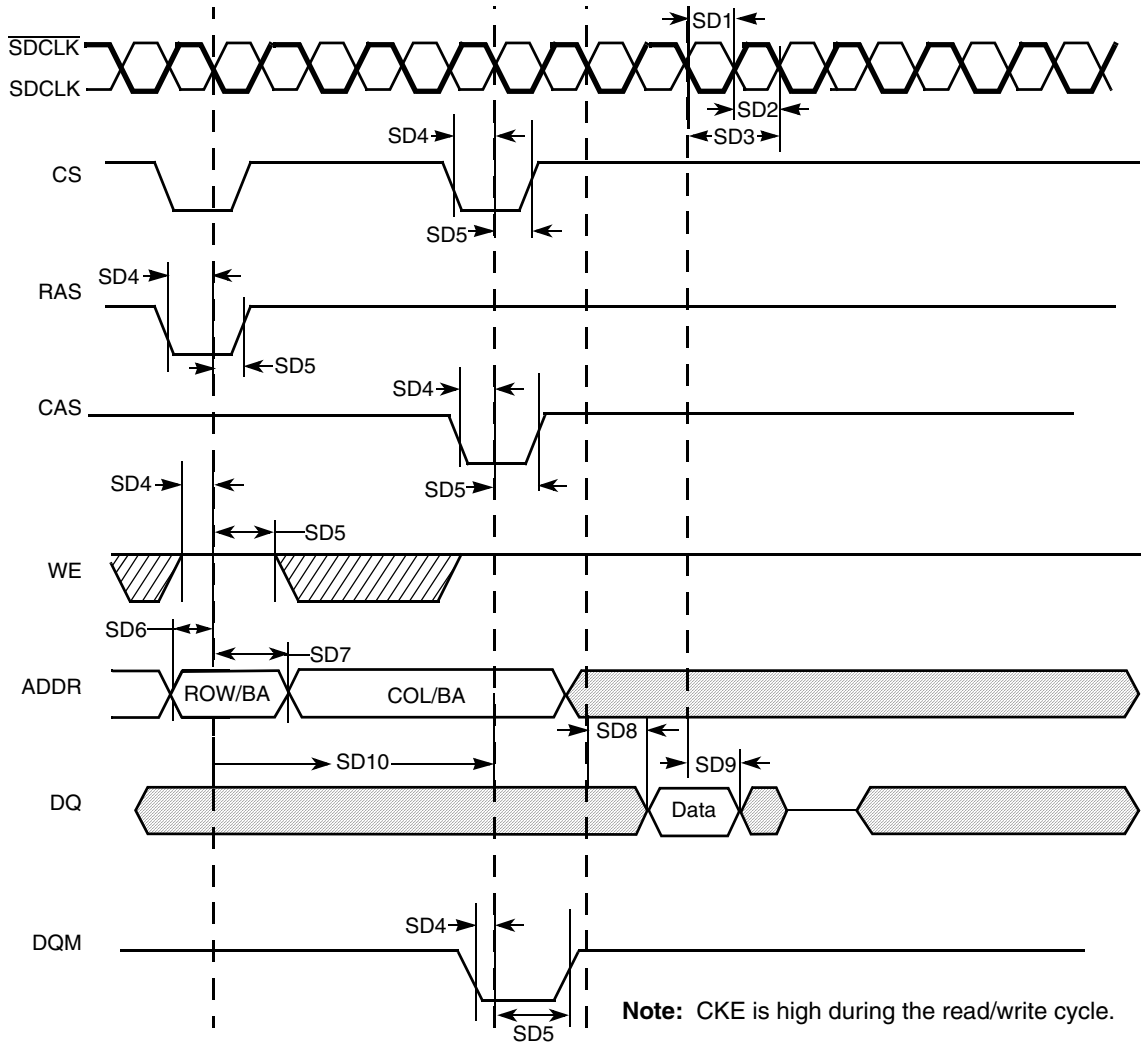 SD1
SDCLK
SDCLK
SD2
SD4
SD3
CS
SD5
SD4
RAS
SD5
SD4
CAS
SD4
SD5
SD5
WE
SD6
SD7
ADDR
ROW/BA
COL/BA
SD8
SD10
SD9
DQ
Data
SD4
DQM
Note: CKE is high during the read/write cycle.
SD5